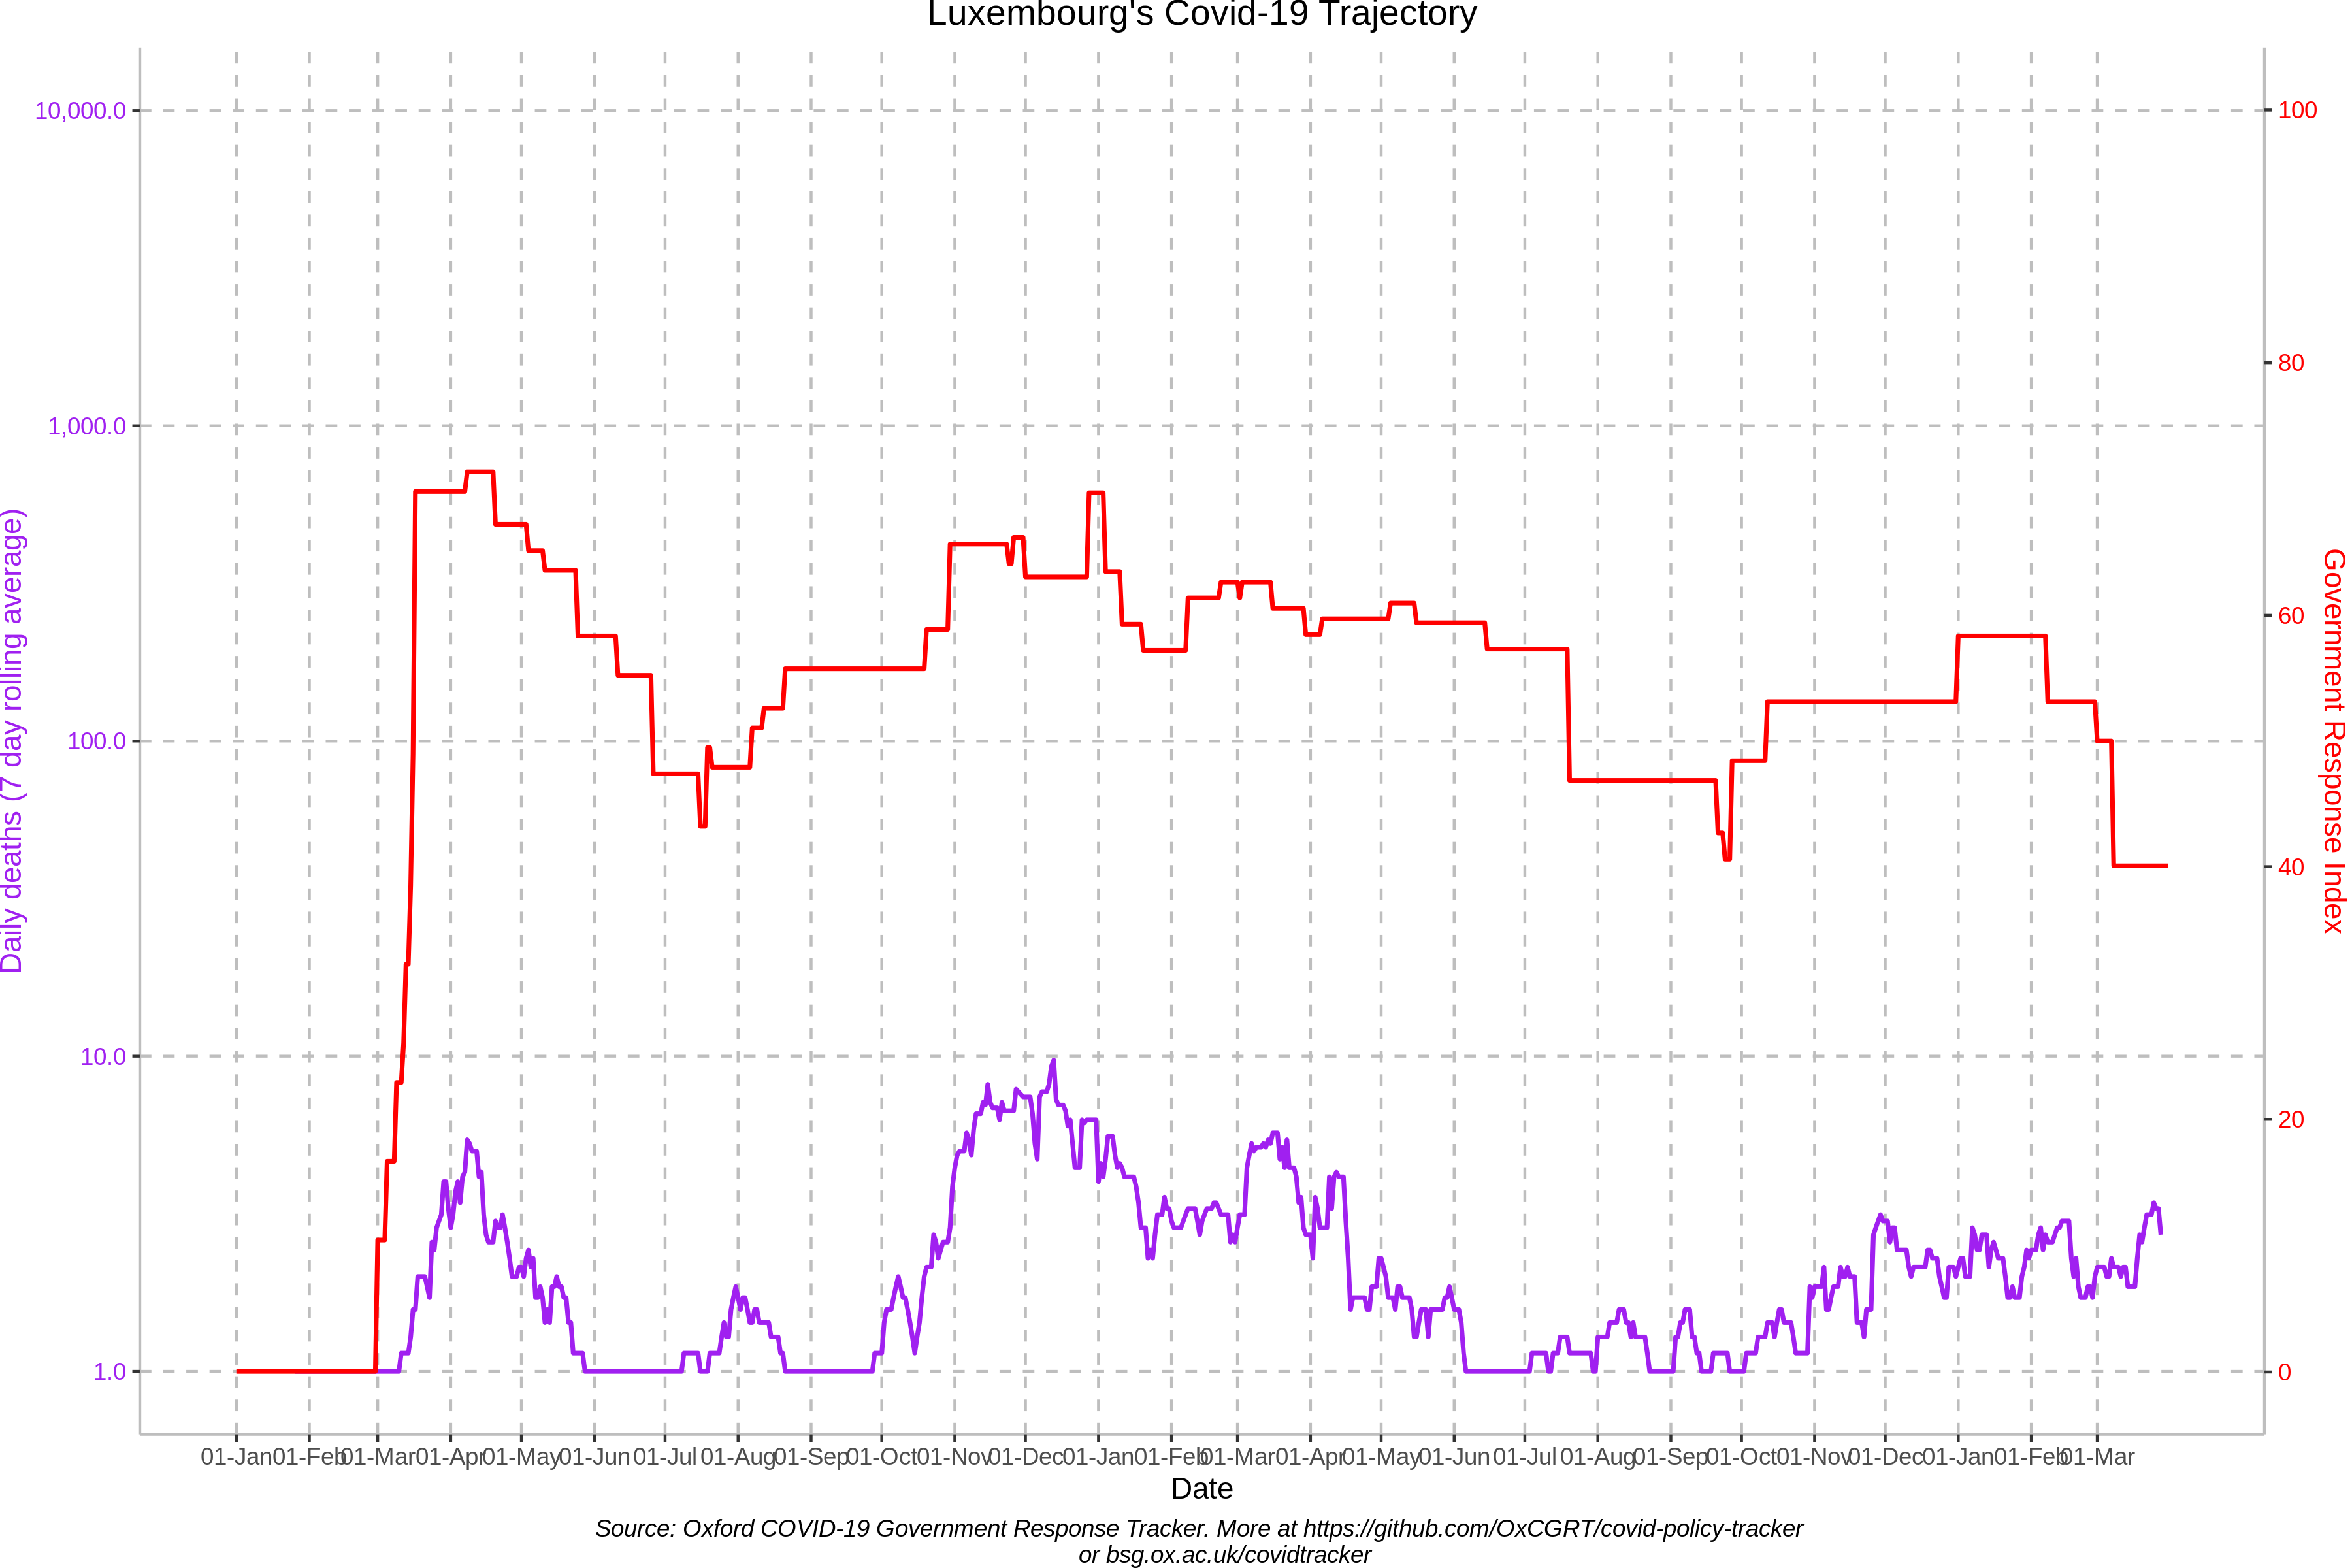 Luxembourg's Covid-19 Trajectory
10,000.0
1,000.0
100.0
10.0
1.0
Daily deaths (7 day rolling average)
100
80
60
40
20
0
Government Response Index
01-Jan 01-Feb 01-Mar 01-Apr 01-May 01-Jun 01-Jul 01-Aug 01-Sep 01-Oct 01-Nov 01-Dec 01-Jan 01-Feb 01-Mar 01-Apr 01-May 01-Jun 01-Jul 01-Aug 01-Sep 01-Oct 01-Nov 01-Dec 01-Jan 01-Feb 01-Mar
Date
Source: Oxford COVID-19 Government Response Tracker. More at https://github.com/OxCGRT/covid-policy-tracker
or bsg.ox.ac.uk/covidtracker